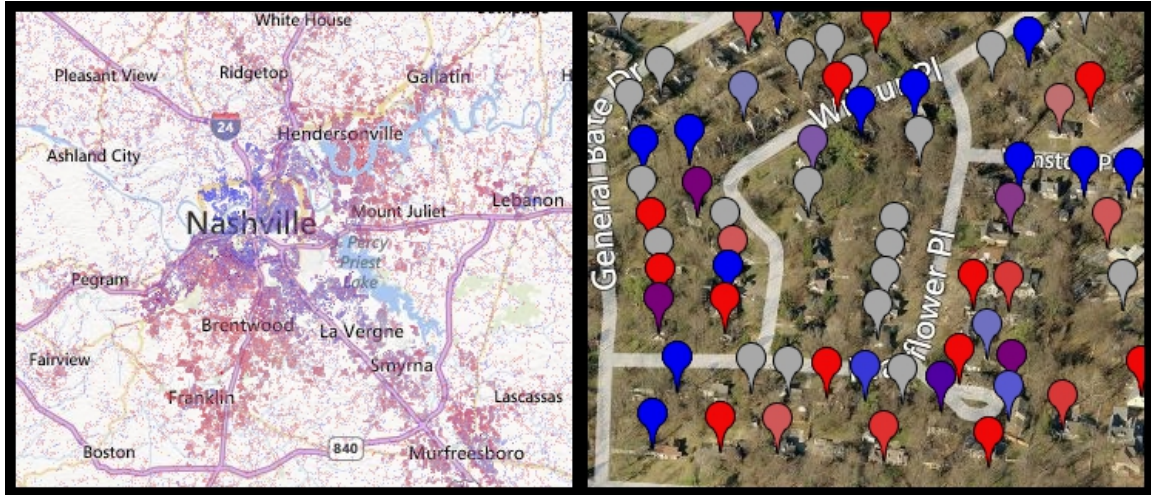 White House
Pleasant View
Ridgetop
Gallatin
24
Hendersonville
Ashland City
Nashville
Lebanon
Mount Juliet
Percy
Priest
Lake
Pegram
Brentwood
La Vergne
Fairview
Smyrna
Franklin
Lascassas
Boston
840
Murfreesboro
General Bate Dr
Pl
flower Pl